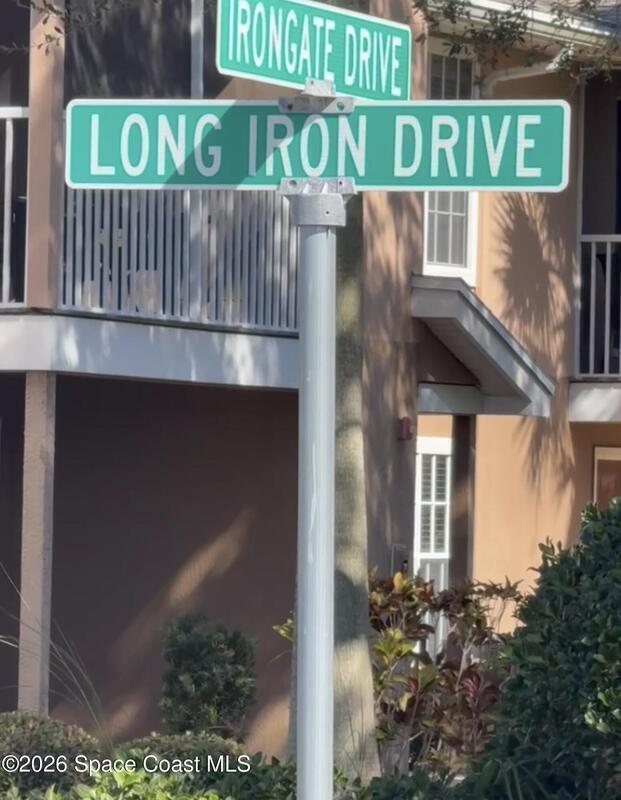 IRONGATE DRIVE
LONG IRON DRIVE
©2026 Space Coast MLS